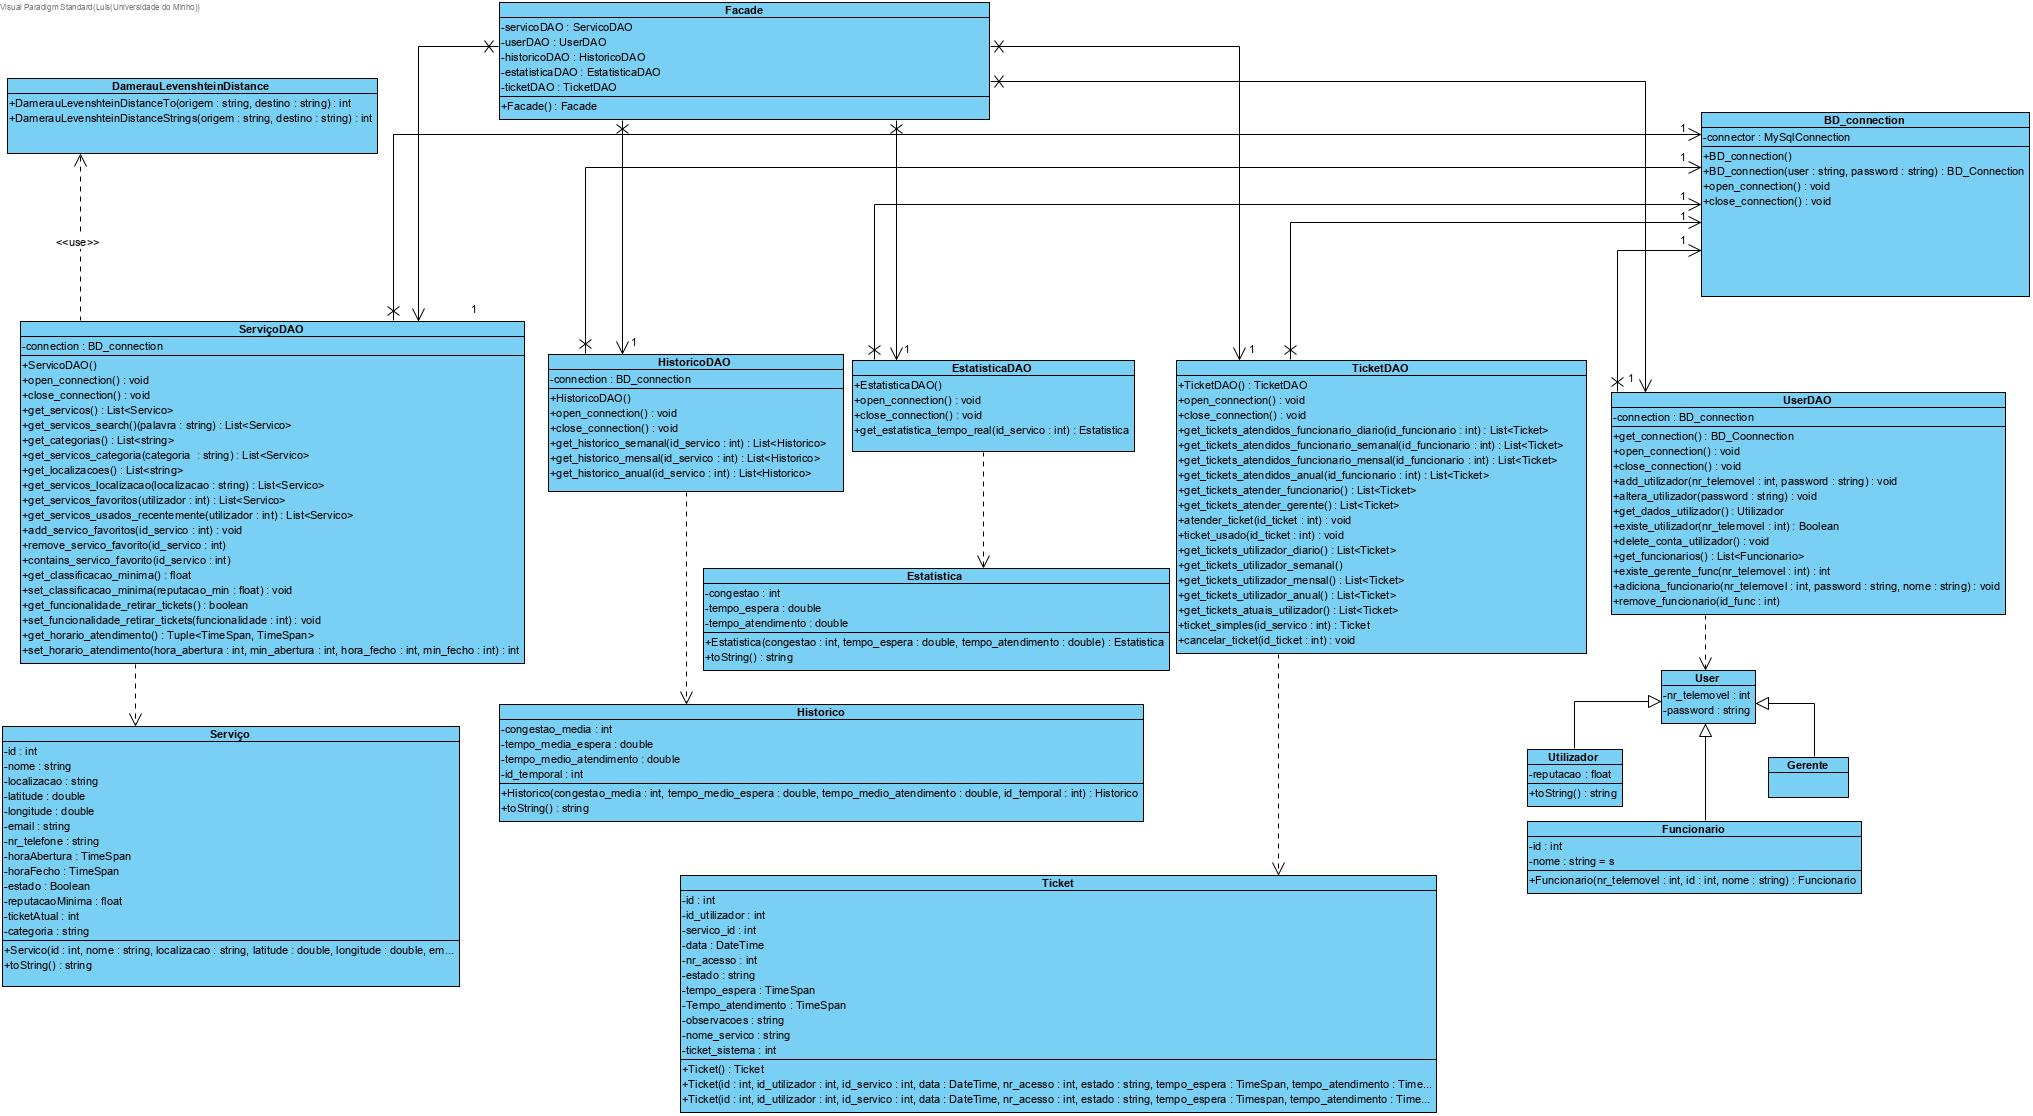 Visual Paradigm Standard(Luis(Universidade do Minho))
Facade
-servicoDAO : ServicoDAO
-userDAO : UserDAO
-historicoDAO : HistoricoDAO
-estatisticaDAO : EstatisticaDAO
-ticketDAO : TicketDAO
+Facade() : Facade
DamerauLevenshteinDistance
+DamerauLevenshteinDistanceTo(origem : string, destino : string) : int
+DamerauLevenshteinDistanceStrings(origem : string, destino : string) : int
<<use>>
BD_connection
-connector : MySqlConnection
+BD_connection()
+BD_connection(user : string, password : string) : BD_Connection
+open_connection() : void
+close_connection() : void
1
1
1
1
1
1
1
1
1
1
ServiçoDAO
-connection : BD_connection
+ServicoDAO()
+open_connection() : void
+close_connection() : void
+get_servicos() : List<Servico>
+get_servicos_search()(palavra : string) : List<Servico>
+get_categorias() : List<string>
+get_servicos_categoria(categoria : string) : List<Servico>
+get_localizacoes() : List<string>
+get_servicos_localizacao(localizacao : string) : List<Servico>
+get_servicos_favoritos(utilizador : int) : List<Servico>
+get_servicos_usados_recentemente(utilizador : int) : List<Servico>
+add_servico_favoritos(id_servico : int) : void
+remove_servico_favorito(id_servico : int)
+contains_servico_favorito(id_servico : int)
+get_classificacao_minima() : float
+set_classificacao_minima(reputacao_min : float) : void
+get_funcionalidade_retirar_tickets() : boolean
+set_funcionalidade_retirar_tickets(funcionalidade : int) : void
+get_horario_atendimento() : Tuple<TimeSpan, TimeSpan>
+set_horario_atendimento(hora_abertura : int, min_abertura : int, hora_fecho : int, min_fecho : int) : int
HistoricoDAO
-connection : BD_connection
+HistoricoDAO()
+open_connection() : void
+close_connection() : void
+get_historico_semanal(id_servico : int) : List<Historico>
+get_historico_mensal(id_servico : int) : List<Historico>
+get_historico_anual(id_servico : int) : List<Historico>
EstatisticaDAO
+EstatisticaDAO()
+open_connection() : void
+close_connection() : void
+get_estatistica_tempo_real(id_servico : int) : Estatistica
TicketDAO
+TicketDAO() : TicketDAO
+open_connection() : void
+close_connection() : void
+get_tickets_atendidos_funcionario_diario(id_funcionario : int) : List<Ticket>
+get_tickets_atendidos_funcionario_semanal(id_funcionario : int) : List<Ticket>
+get_tickets_atendidos_funcionario_mensal(id_funcionario : int) : List<Ticket>
+get_tickets_atendidos_anual(id_funcionario : int) : List<Ticket>
+get_tickets_atender_funcionario() : List<Ticket>
+get_tickets_atender_gerente() : List<Ticket>
+atender_ticket(id_ticket : int) : void
+ticket_usado(id_ticket : int) : void
+get_tickets_utilizador_diario() : List<Ticket>
+get_tickets_utilizador_semanal()
+get_tickets_utilizador_mensal() : List<Ticket>
+get_tickets_utilizador_anual() : List<Ticket>
+get_tickets_atuais_utilizador() : List<Ticket>
+ticket_simples(id_servico : int) : Ticket
+cancelar_ticket(id_ticket : int) : void
UserDAO
-connection : BD_connection
+get_connection() : BD_Coonnection
+open_connection() : void
+close_connection() : void
+add_utilizador(nr_telemovel : int, password : string) : void
+altera_utilizador(password : string) : void
+get_dados_utilizador() : Utilizador
+existe_utilizador(nr_telemovel : int) : Boolean
+delete_conta_utilizador() : void
+get_funcionarios() : List<Funcionario>
+existe_gerente_func(nr_telemovel : int) : int
+adiciona_funcionario(nr_telemovel : int, password : string, nome : string) : void
+remove_funcionario(id_func : int)
Estatistica
-congestao : int
-tempo_espera : double
-tempo_atendimento : double
+Estatistica(congestao : int, tempo_espera : double, tempo_atendimento : double) : Estatistica
+toString() : string
User
-nr_telemovel : int
-password : string
Utilizador
-reputacao : float
+toString() : string
Gerente
Funcionario
-id : int
-nome : string = s
+Funcionario(nr_telemovel : int, id : int, nome : string) : Funcionario
Historico
-congestao_media : int
-tempo_media_espera : double
-tempo_medio_atendimento : double
-id_temporal : int
+Historico(congestao_media : int, tempo_medio_espera : double, tempo_medio_atendimento : double, id_temporal : int) : Historico
+toString() : string
Serviço
-id : int
-nome : string
-localizacao : string
-latitude : double
-longitude : double
-email : string
-nr_telefone : string
-horaAbertura : TimeSpan
-horaFecho : TimeSpan
-estado : Boolean
-reputacaoMinima : float
-ticketAtual : int
-categoria : string
+Servico(id : int, nome : string, localizacao : string, latitude : double, longitude : double, em...
+toString() : string
Ticket
-id : int
-id_utilizador : int
-servico_id : int
-data : DateTime
-nr_acesso : int
-estado : string
-tempo_espera : TimeSpan
-Tempo_atendimento : TimeSpan
-observacoes : string
-nome_servico : string
-ticket_sistema : int
+Ticket() : Ticket
+Ticket(id : int, id_utilizador : int, id_servico : int, data : DateTime, nr_acesso : int, estado : string, tempo_espera : TimeSpan, tempo_atendimento : Time...
+Ticket(id : int, id_utilizador : int, id_servico : int, data : DateTime, nr_acesso : int, estado : string, tempo_espera : Timespan, tempo_atendimento : Time...